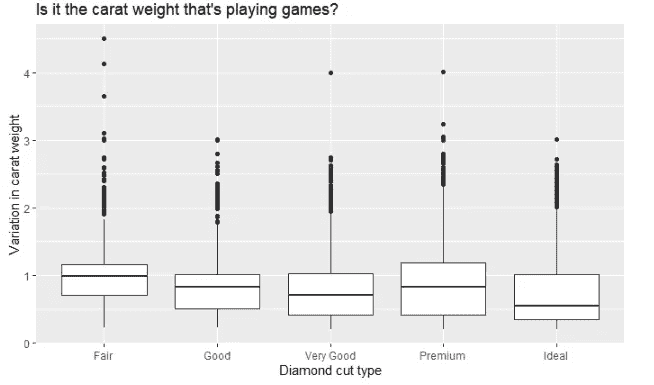 Is it the carat weight that's playing games?
Variation in carat weight
4
3
2
1
0
Fair Good Very Good Premium Ideal
Diamond cut type